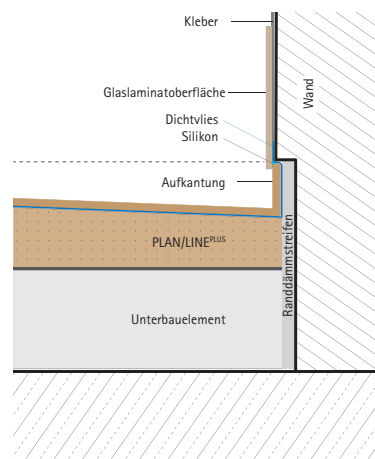 Kleber
Glaslaminatoberfläche
Wand
Dichtvlies
Silikon
Aufkantung
PLAN/LINEPLUS
Randdämmstreifen
Unterbauelement